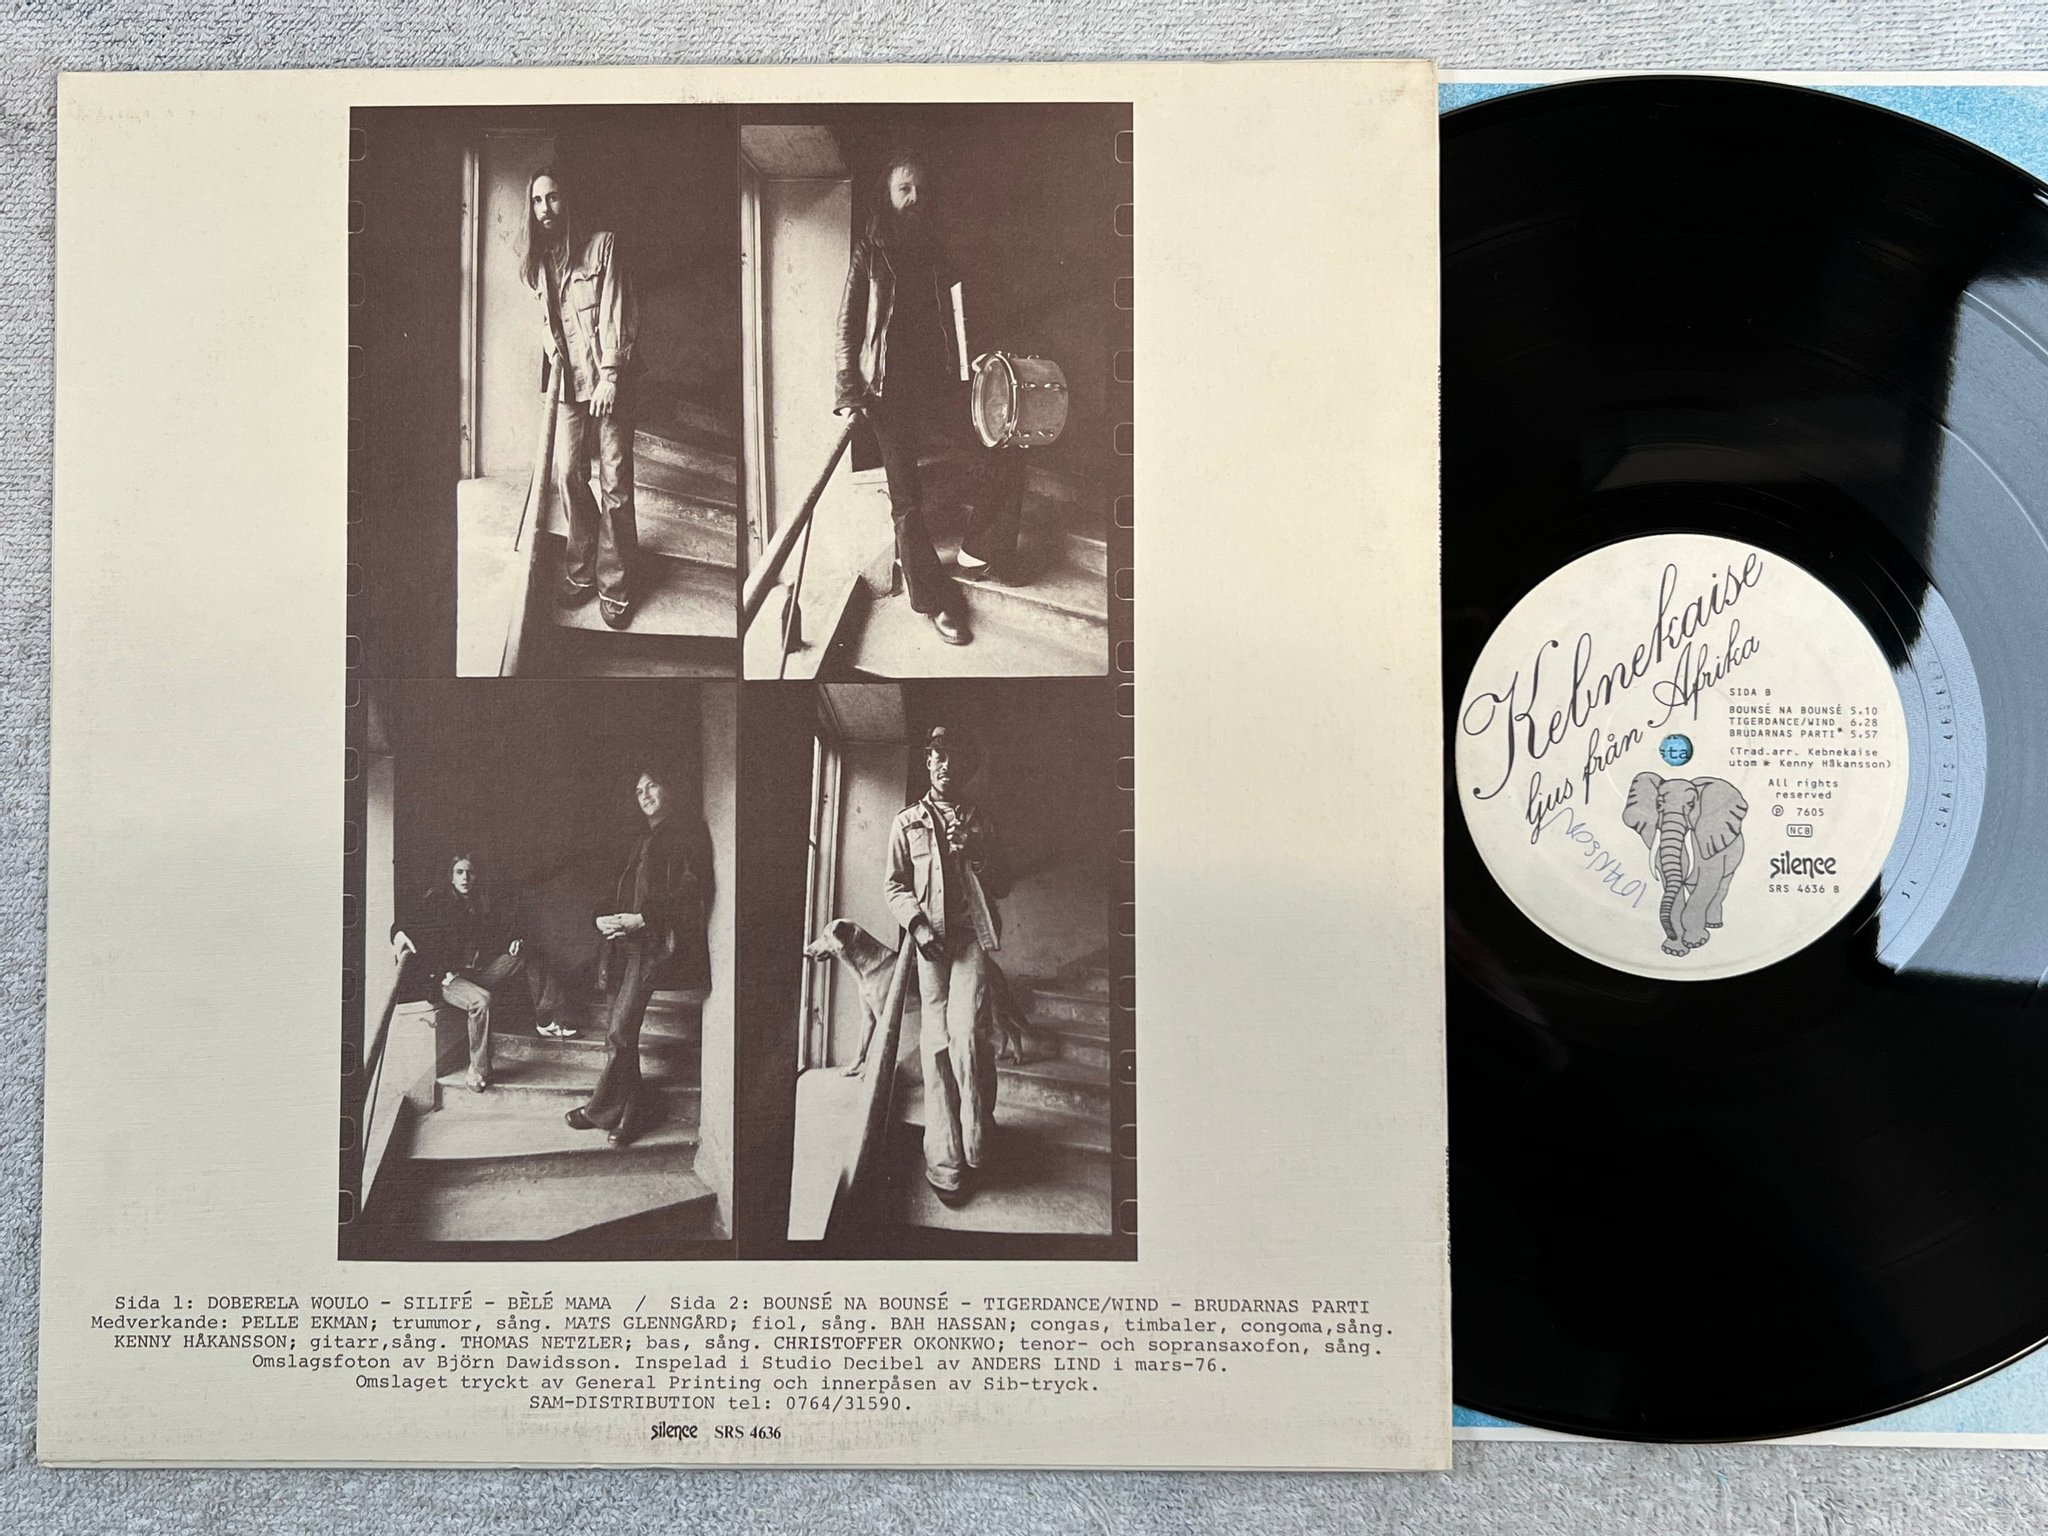 Sida 1: DOBERELA WOULO - SILIFÉ - BÈLÉ MAMA / Sida 2: BOUNSÉ NA BOUNSÉ - TIGERDANCE/WIND - BRUDARNAS PARTI
Medverkande: PELLE EKMAN; trummor, sång. MATS GLENNGÅRD; fiol, sång. BAH HASSAN; congas, timbaler, congoma,sång.
KENNY HÅKANSSON; gitarr,sång. THOMAS NETZLER; bas, sång. CHRISTOFFER OKONKWO; tenor- och sopransaxofon, sång.
Omslagsfoton av Björn Dawidsson. Inspelad i Studio Decibel av ANDERS LIND i mars-76.
Omslaget tryckt av General Printing och innerpåsen av Sib-tryck.
SAM-DISTRIBUTION tel: 0764/31590.
silence SRS 4636
Kebnekaise
ljus från Afrika
SIDA B
BOUNSÉ NA BOUNSÉ 5.10
TIGERDANCE/WIND 6.28
BRUDARNAS PARTI* 5.57
(Trad.arr. Kebnekaise
utom * Kenny Håkansson)
All rights
reserved
℗ 7605
NCB
silence
SRS 4636 B
sta